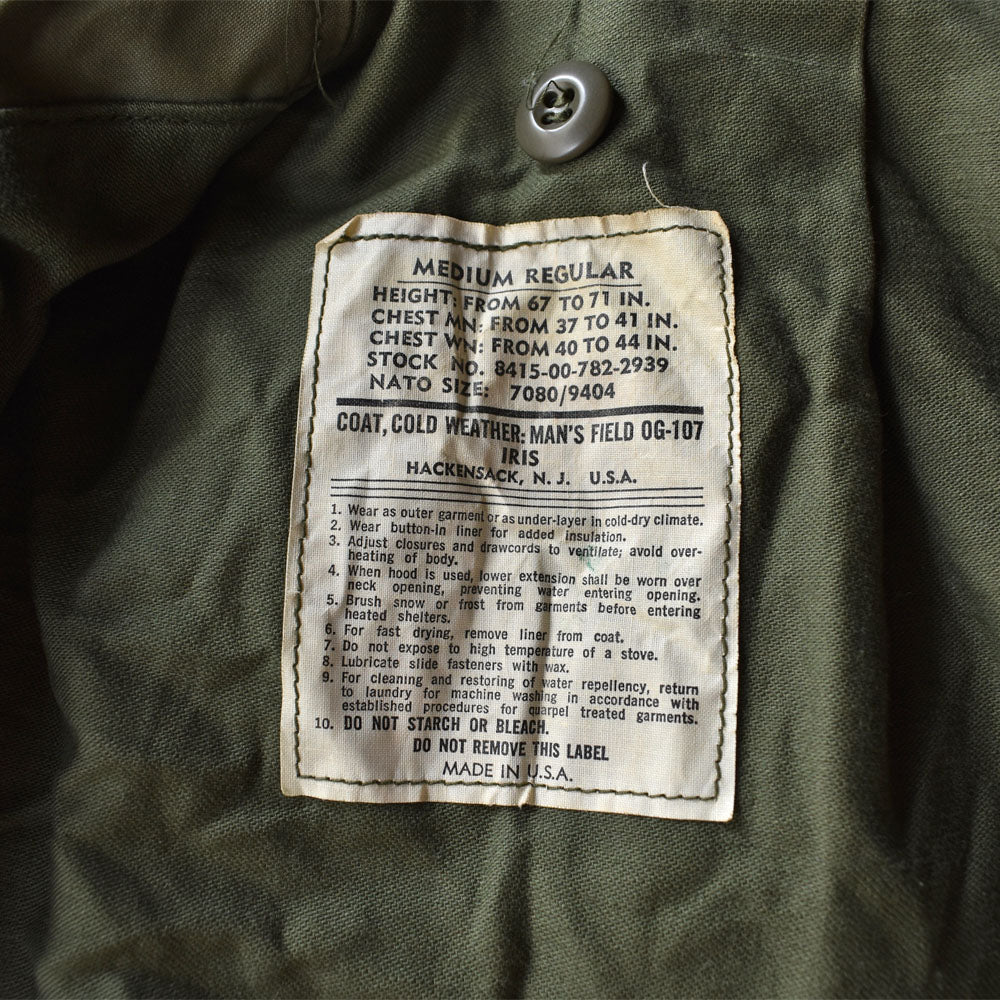 MEDIUM REGULAR
HEIGHT: FROM 67 TO 71 IN.
CHEST MN: FROM 37 TO 41 IN.
CHEST WN: FROM 40 TO 44 IN.
STOCK NO. 8415-00-782-2939
NATO SIZE: 7080/9404
COAT, COLD WEATHER: MAN'S FIELD OG-107
IRIS
HACKENSACK, N. J. U.S.A.
1. Wear as outer garment or as under-layer in cold-dry climate.
2. Wear button-in liner for added insulation.
3. Adjust closures and drawcords to ventilate; avoid over-
heating of body.
4. When hood is used, lower extension shall be worn over
neck opening, preventing water entering opening.
5. Brush snow or frost from garments before entering
heated shelters.
6. For fast drying, remove liner from coat.
7. Do not expose to high temperature of a stove.
8. Lubricate slide fasteners with wax.
9. For cleaning and restoring of water repellency, return
to laundry for machine washing in accordance with
established procedures for quarpel treated garments.
10. DO NOT STARCH OR BLEACH.
DO NOT REMOVE THIS LABEL
MADE IN U.S.A.